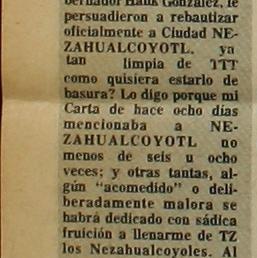 bernador Hank González, le
persuadieron a rebautizar
oficialmente a Ciudad NE-
ZAHUALCOYOTL, ya
tan limpia de TTT
como quisiera estarlo de
basura? Lo digo porque mi
Carta de hace ocho días
mencionaba a NE-
ZAHUALCOYOTL no
menos de seis u ocho
veces; y otras tantas, al-
gún "acomedido" o deli-
beradamente malora se
habrá dedicado con sádica
fruición a llenarme de TZ
los Nezahualcoyoles. Al